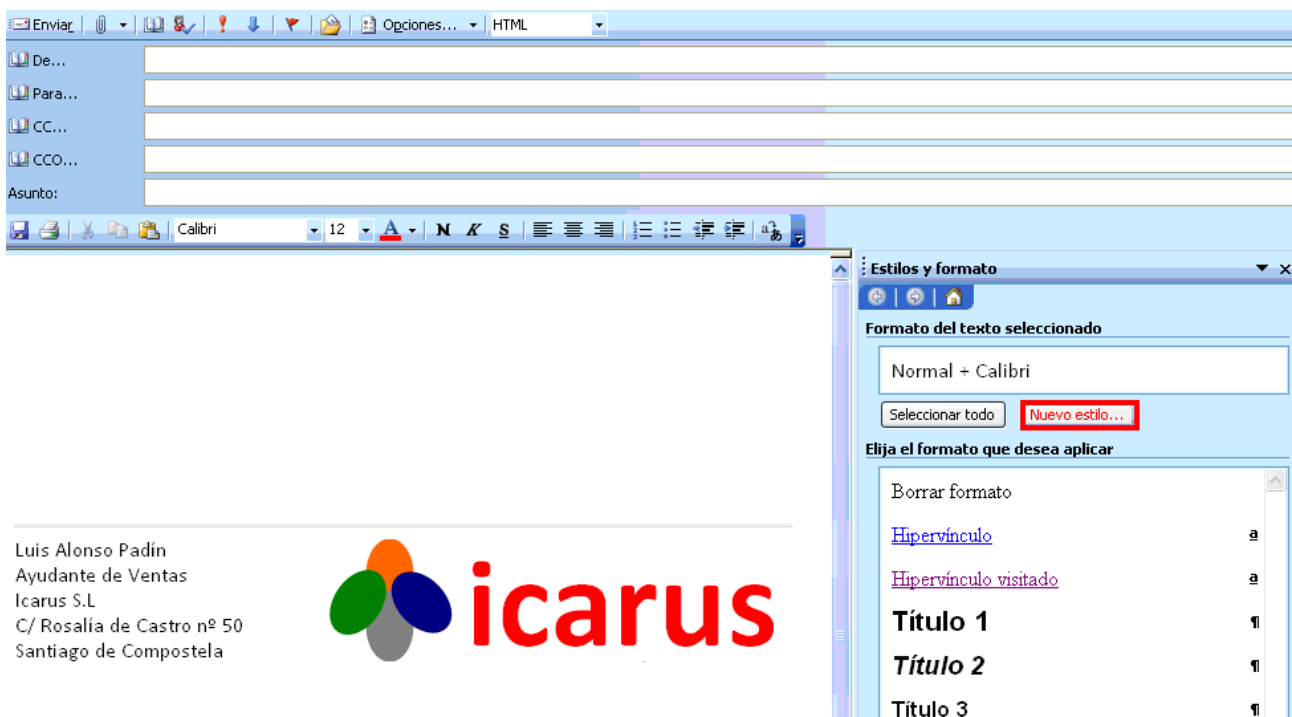 Enviar Opciones... HTML
De...
Para...
CC...
CCO...
Asunto:
Calibri 12 A N K S
Estilos y formato
Formato del texto seleccionado
Normal + Calibri
Seleccionar todo Nuevo estilo...
Elija el formato que desea aplicar
Borrar formato
Hipervínculo a
Hipervínculo visitado a
Título 1 ¶
Título 2 ¶
Título 3 ¶
Luis Alonso Padín
Ayudante de Ventas
Icarus S.L
C/ Rosalía de Castro nº 50
Santiago de Compostela
icarus